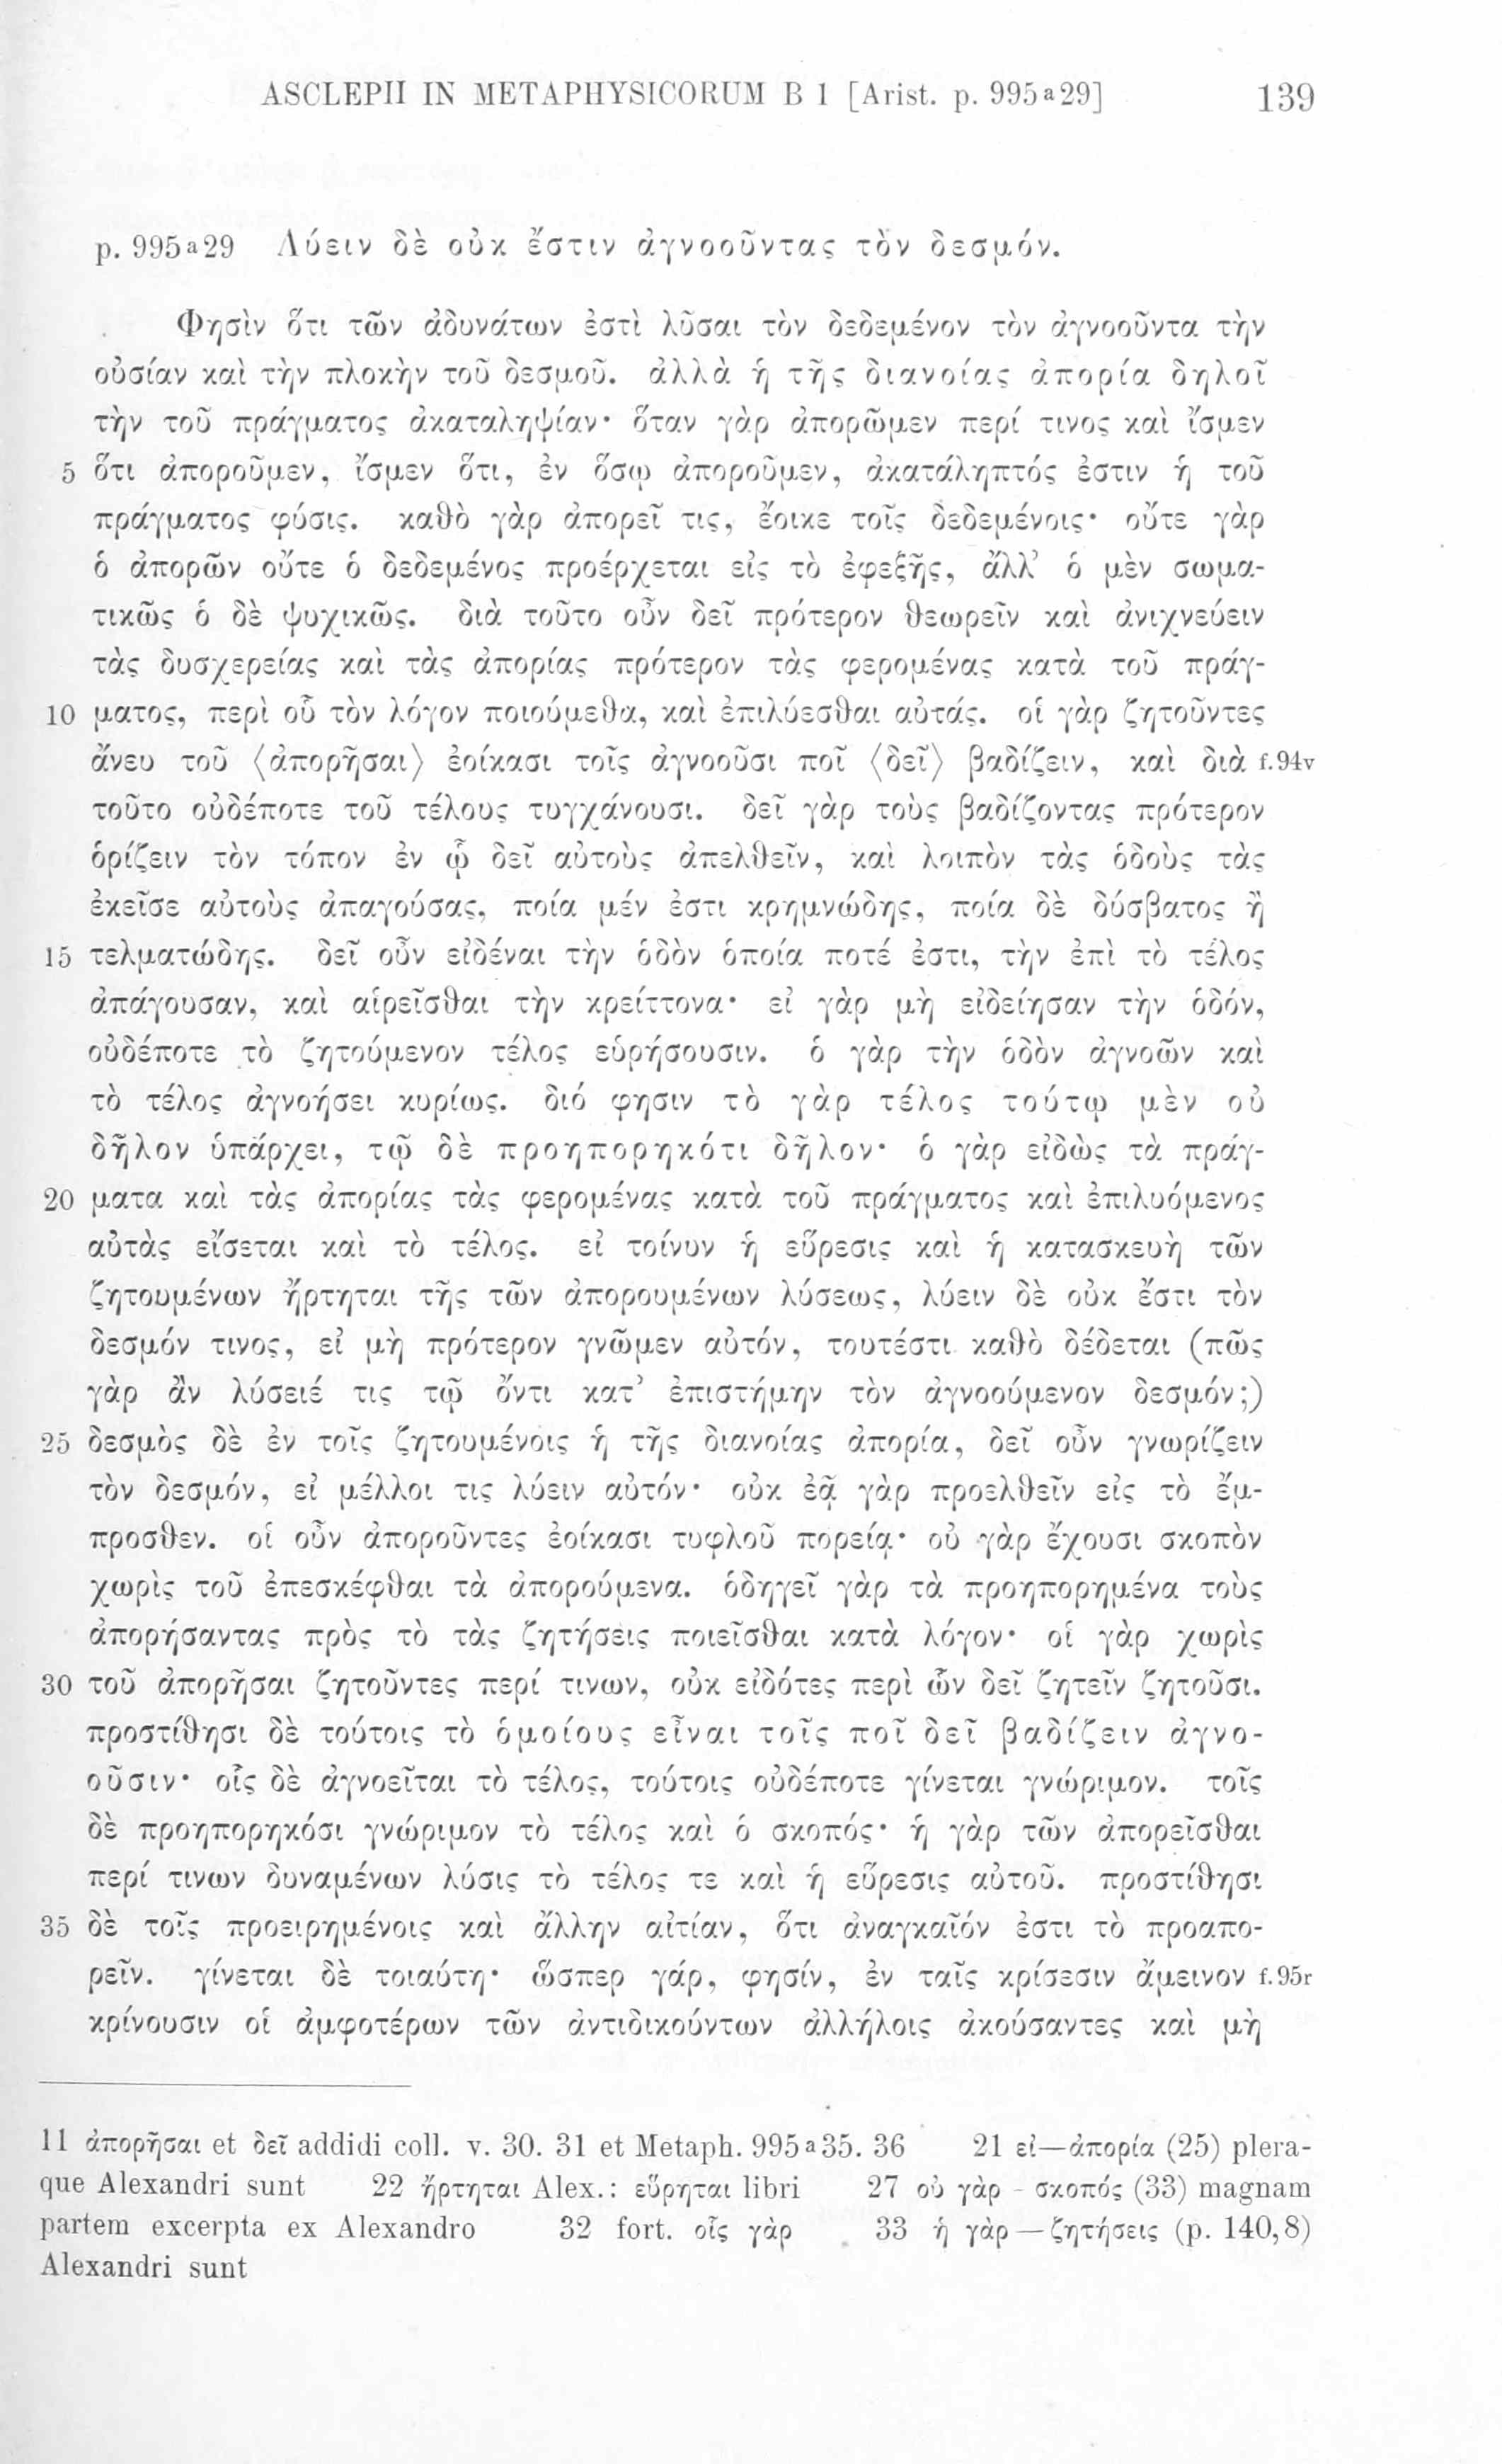 ASCLEPII IN METAPHYSICORUM B 1 [Arist. p. 995a29] 139
p. 995a29 Λύειν δὲ οὐκ ἔστιν ἀγνοοῦντας τὸν δεσμόν.
Φησὶν ὅτι τῶν ἀδυνάτων ἐστὶ λῦσαι τὸν δεδεμένον τὸν ἀγνοοῦντα τὴν
οὐσίαν καὶ τὴν πλοκὴν τοῦ δεσμοῦ. ἀλλὰ ἡ τῆς διανοίας ἀπορία δηλοῖ
τὴν τοῦ πράγματος ἀκαταληψίαν· ὅταν γὰρ ἀπορῶμεν περί τινος καὶ ἴσμεν
5 ὅτι ἀποροῦμεν, ἴσμεν ὅτι, ἐν ὅσῳ ἀποροῦμεν, ἀκατάληπτός ἐστιν ἡ τοῦ
πράγματος φύσις. καθὸ γὰρ ἀπορεῖ τις, ἔοικε τοῖς δεδεμένοις· οὔτε γὰρ
ὁ ἀπορῶν οὔτε ὁ δεδεμένος προέρχεται εἰς τὸ ἐφεξῆς, ἄλλ’ ὁ μὲν σωμα-
τικῶς ὁ δὲ ψυχικῶς. διὰ τοῦτο οὖν δεῖ πρότερον θεωρεῖν καὶ ἀνιχνεύειν
τὰς δυσχερείας καὶ τὰς ἀπορίας πρότερον τὰς φερομένας κατὰ τοῦ πράγ-
10 ματος, περὶ οὗ τὸν λόγον ποιούμεθα, καὶ ἐπιλύεσθαι αὐτάς. οἱ γὰρ ζητοῦντες
ἄνευ τοῦ ⟨ἀπορῆσαι⟩ ἐοίκασι τοῖς ἀγνοοῦσι ποῖ ⟨δεῖ⟩ βαδίζειν, καὶ διὰ f. 94v
τοῦτο οὐδέποτε τοῦ τέλους τυγχάνουσι. δεῖ γὰρ τοὺς βαδίζοντας πρότερον
ὁρίζειν τὸν τόπον ἐν ᾧ δεῖ αὐτοὺς ἀπελθεῖν, καὶ λοιπὸν τὰς ὁδοὺς τὰς
ἐκεῖσε αὐτοὺς ἀπαγούσας, ποία μέν ἐστι κρημνώδης, ποία δὲ δύσβατος ἢ
15 τελματώδης. δεῖ οὖν εἰδέναι τὴν ὁδὸν ὁποία ποτέ ἐστι, τὴν ἐπὶ τὸ τέλος
ἀπάγουσαν, καὶ αἱρεῖσθαι τὴν κρείττονα· εἰ γὰρ μὴ εἰδείησαν τὴν ὁδόν,
οὐδέποτε τὸ ζητούμενον τέλος εὑρήσουσιν. ὁ γὰρ τὴν ὁδὸν ἀγνοῶν καὶ
τὸ τέλος ἀγνοήσει κυρίως. διό φησιν τὸ γὰρ τέλος τούτῳ μὲν οὐ
δῆλον ὑπάρχει, τῷ δὲ προηπορηκότι δῆλον· ὁ γὰρ εἰδὼς τὰ πράγ-
20 ματα καὶ τὰς ἀπορίας τὰς φερομένας κατὰ τοῦ πράγματος καὶ ἐπιλυόμενος
αὐτὰς εἴσεται καὶ τὸ τέλος. εἰ τοίνυν ἡ εὕρεσις καὶ ἡ κατασκευὴ τῶν
ζητουμένων ἤρτηται τῆς τῶν ἀπορουμένων λύσεως, λύειν δὲ οὐκ ἔστι τὸν
δεσμόν τινος, εἰ μὴ πρότερον γνῶμεν αὐτόν, τουτέστι καθὸ δέδεται (πῶς
γὰρ ἂν λύσειέ τις τῷ ὄντι κατ’ ἐπιστήμην τὸν ἀγνοούμενον δεσμόν;)
25 δεσμὸς δὲ ἐν τοῖς ζητουμένοις ἡ τῆς διανοίας ἀπορία, δεῖ οὖν γνωρίζειν
τὸν δεσμόν, εἰ μέλλοι τις λύειν αὐτόν· οὐκ ἐᾷ γὰρ προελθεῖν εἰς τὸ ἔμ-
προσθεν. οἱ οὖν ἀποροῦντες ἐοίκασι τυφλοῦ πορείᾳ· οὐ γὰρ ἔχουσι σκοπὸν
χωρὶς τοῦ ἐπεσκέφθαι τὰ ἀπορούμενα. ὁδηγεῖ γὰρ τὰ προηπορημένα τοὺς
ἀπορήσαντας πρὸς τὸ τὰς ζητήσεις ποιεῖσθαι κατὰ λόγον· οἱ γὰρ χωρὶς
30 τοῦ ἀπορῆσαι ζητοῦντες περί τινων, οὐκ εἰδότες περὶ ὧν δεῖ ζητεῖν ζητοῦσι.
προστίθησι δὲ τούτοις τὸ ὁμοίους εἶναι τοῖς ποῖ δεῖ βαδίζειν ἀγνο-
οῦσιν· οἷς δὲ ἀγνοεῖται τὸ τέλος, τούτοις οὐδέποτε γίνεται γνώριμον. τοῖς
δὲ προηπορηκόσι γνώριμον τὸ τέλος καὶ ὁ σκοπός· ἡ γὰρ τῶν ἀπορεῖσθαι
περί τινων δυναμένων λύσις τὸ τέλος τε καὶ ἡ εὕρεσις αὐτοῦ. προστίθησι
35 δὲ τοῖς προειρημένοις καὶ ἄλλην αἰτίαν, ὅτι ἀναγκαῖόν ἐστι τὸ προαπο-
ρεῖν. γίνεται δὲ τοιαύτη· ὥσπερ γάρ, φησίν, ἐν ταῖς κρίσεσιν ἄμεινον f. 95r
κρίνουσιν οἱ ἀμφοτέρων τῶν ἀντιδικούντων ἀλλήλοις ἀκούσαντες καὶ μὴ
11 ἀπορῆσαι et δεῖ addidi coll. v. 30. 31 et Metaph. 995a35. 36 21 εἰ—ἀπορία (25) plera-
que Alexandri sunt 22 ἤρτηται Alex.: εὕρηται libri 27 οὐ γὰρ - σκοπός (33) magnam
partem excerpta ex Alexandro 32 fort. οἷς γὰρ 33 ἡ γὰρ — ζητήσεις (p. 140,8)
Alexandri sunt